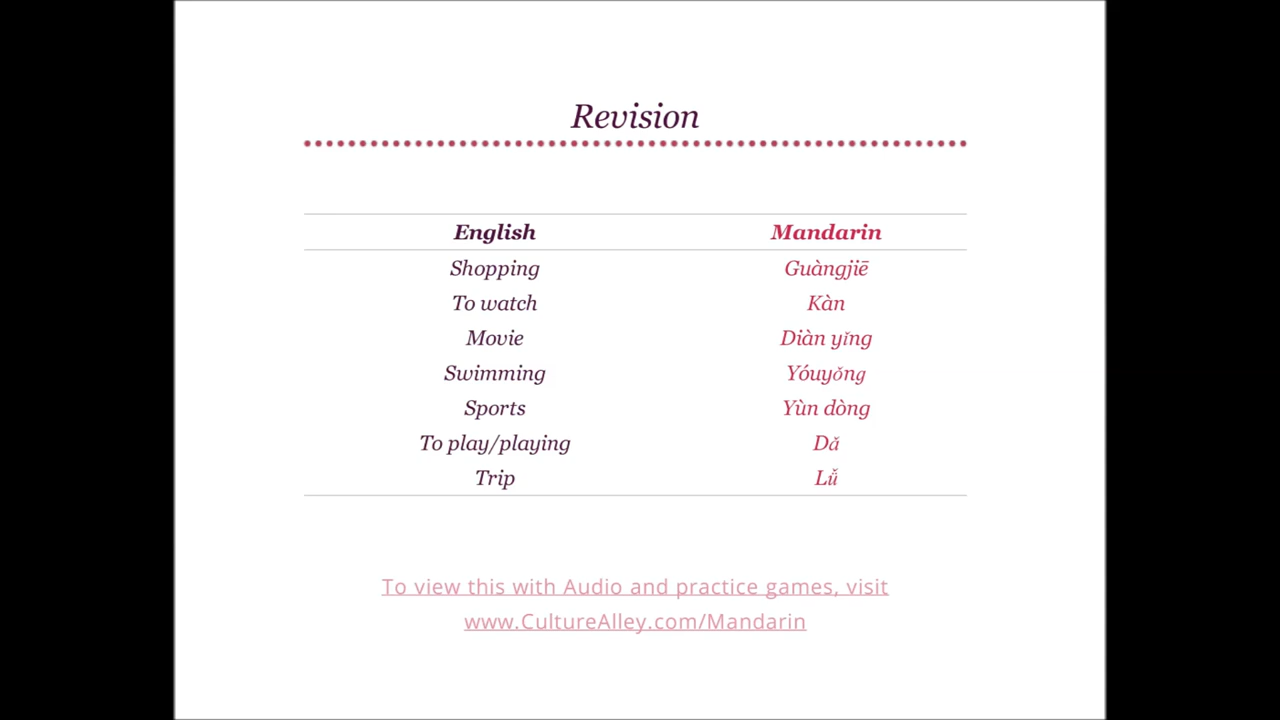 Revision
English Mandarin
Shopping Guàngjiē
To watch Kàn
Movie Diàn yǐng
Swimming Yóuyǒng
Sports Yùn dòng
To play/playing Dǎ
Trip Lǚ
To view this with Audio and practice games, visit
www.CultureAlley.com/Mandarin